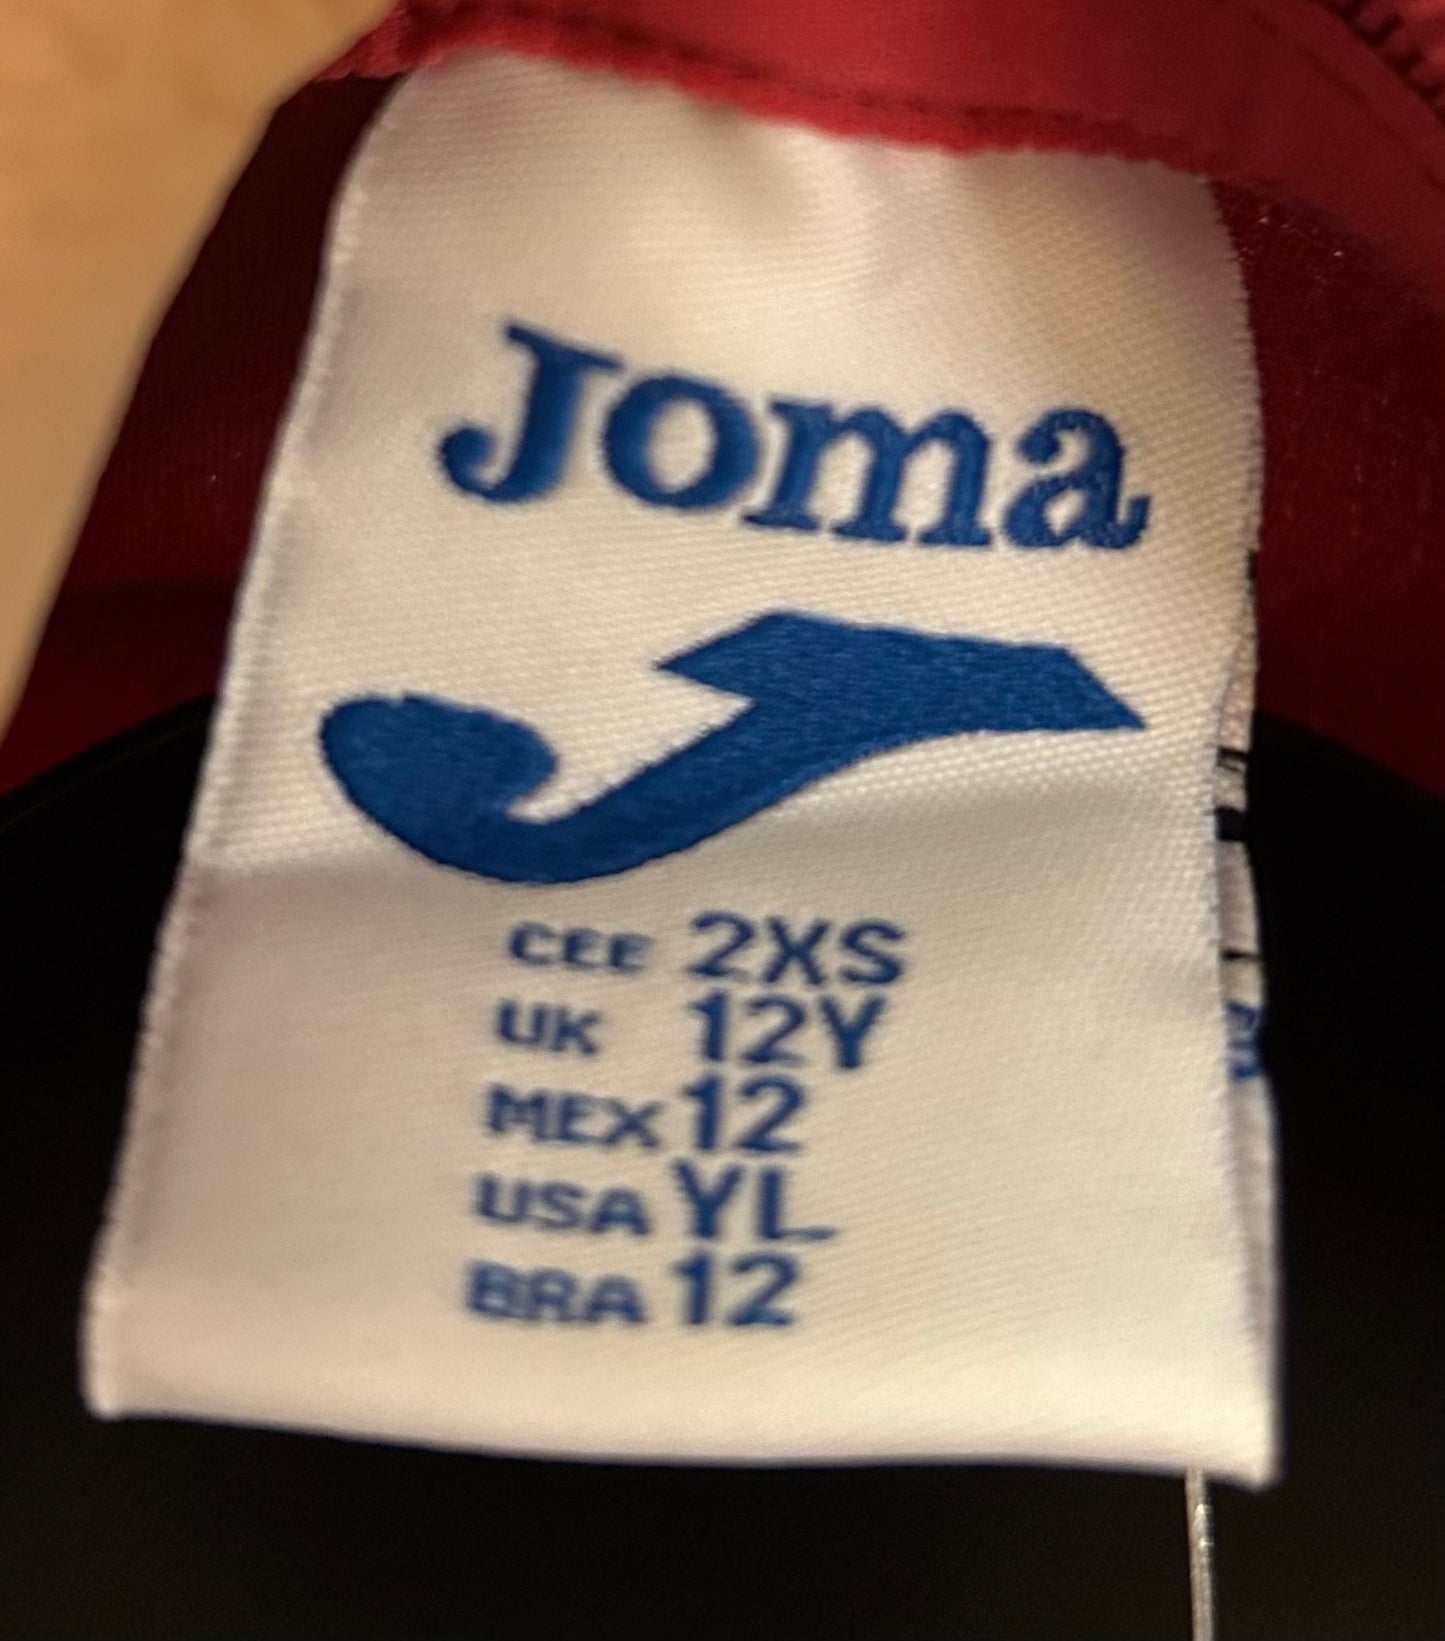 Joma
CEE 2XS
UK 12Y
MEX 12
USA YL
BRA 12